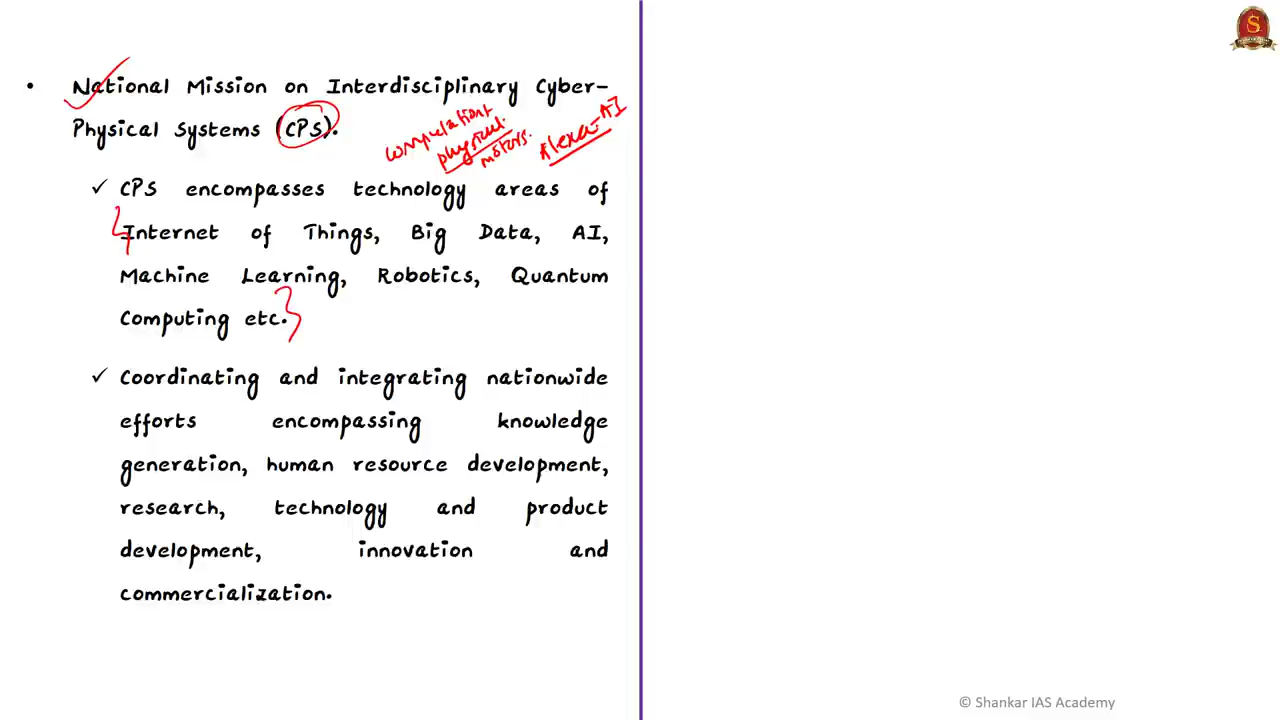 • National Mission on Interdisciplinary Cyber-
Physical Systems (CPS).
computation
physical.
motors.
Alexa-AI
✓ CPS encompasses technology areas of
Internet of Things, Big Data, AI,
Machine Learning, Robotics, Quantum
Computing etc.
✓ Coordinating and integrating nationwide
efforts encompassing knowledge
generation, human resource development,
research, technology and product
development, innovation and
commercialization.
S
© Shankar IAS Academy